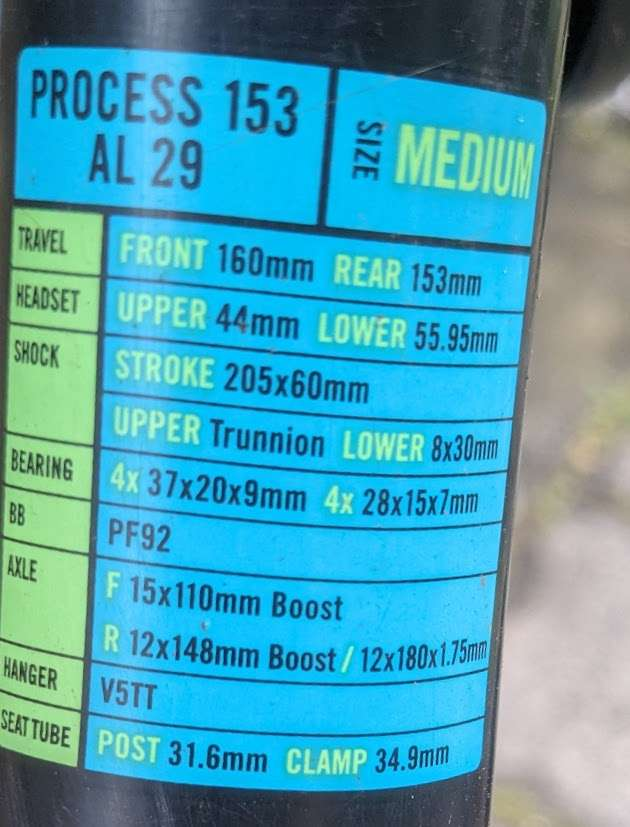 PROCESS 153
AL 29
SIZE MEDIUM
TRAVEL FRONT 160mm REAR 153mm
HEADSET UPPER 44mm LOWER 55.95mm
SHOCK STROKE 205x60mm
UPPER Trunnion LOWER 8x30mm
BEARING 4x 37x20x9mm 4x 28x15x7mm
BB PF92
AXLE F 15x110mm Boost
R 12x148mm Boost / 12x180x1.75mm
HANGER V5TT
SEAT TUBE POST 31.6mm CLAMP 34.9mm